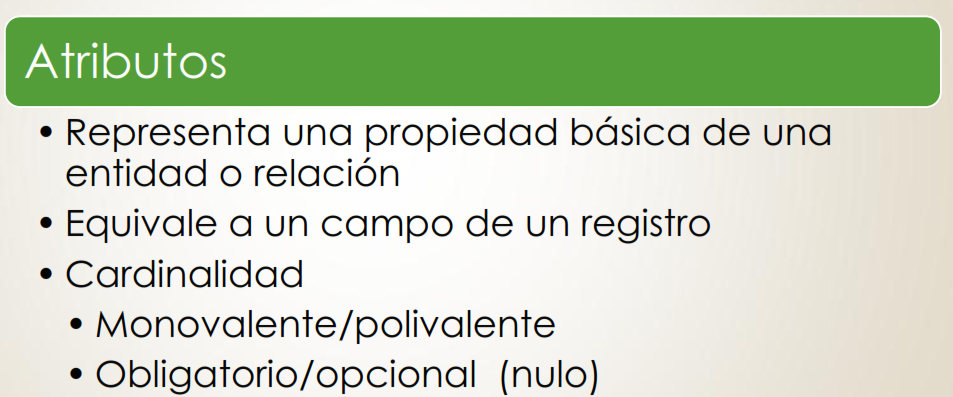 Atributos
• Representa una propiedad básica de una
entidad o relación
• Equivale a un campo de un registro
• Cardinalidad
• Monovalente/polivalente
• Obligatorio/opcional (nulo)